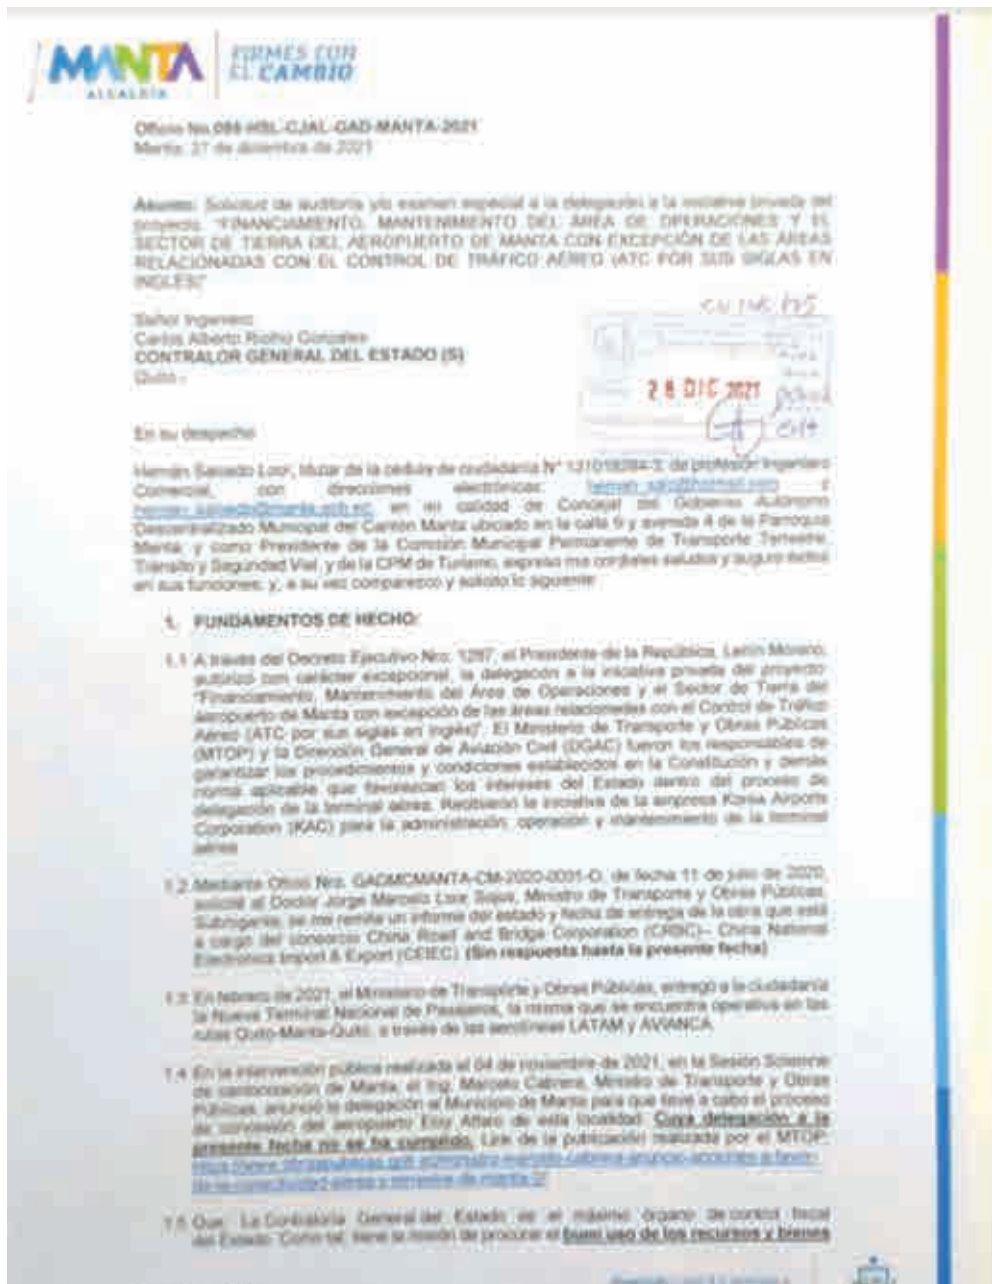 MANTA
ALCALDÍA
FIRMES CON
EL CAMBIO
Oficio No.089-HSL-CJAL-GAD-MANTA-2021
Manta, 27 de diciembre de 2021
Asunto: Solicitud de auditoría y/o examen especial a la delegación a la iniciativa privada del
proyecto: "FINANCIAMIENTO, MANTENIMIENTO DEL ÁREA DE OPERACIONES Y EL
SECTOR DE TIERRA DEL AEROPUERTO DE MANTA CON EXCEPCIÓN DE LAS ÁREAS
RELACIONADAS CON EL CONTROL DE TRÁFICO AÉREO (ATC POR SUS SIGLAS EN
INGLÉS)"
Señor Ingeniero
Carlos Alberto Riofrío González
CONTRALOR GENERAL DEL ESTADO (S)
Quito.-
28 DIC 2021
En su despacho
Hernán Salcedo Loor, titular de la cédula de ciudadanía N° de profesión Ingeniero
Comercial, con direcciones electrónicas: y
en mi calidad de Concejal del Gobierno Autónomo
Descentralizado Municipal del Cantón Manta ubicado en la calle 9 y avenida 4 de la Parroquia
Manta; y como Presidente de la Comisión Municipal Permanente de Transporte Terrestre,
Tránsito y Seguridad Vial, y de la CPM de Turismo, expreso mis cordiales saludos y auguro éxitos
en sus funciones; y, a su vez comparezco y solicito lo siguiente:
1. FUNDAMENTOS DE HECHO:
1.1 A través del Decreto Ejecutivo Nro. 1287, el Presidente de la República, Lenín Moreno,
autorizó con carácter excepcional, la delegación a la iniciativa privada del proyecto:
"Financiamiento, Mantenimiento del Área de Operaciones y el Sector de Tierra del
aeropuerto de Manta con excepción de las áreas relacionadas con el Control de Tráfico
Aéreo (ATC por sus siglas en inglés)". El Ministerio de Transporte y Obras Públicas
(MTOP) y la Dirección General de Aviación Civil (DGAC) fueron los responsables de
garantizar los procedimientos y condiciones establecidos en la Constitución y demás
norma aplicable que favorezcan los intereses del Estado dentro del proceso de
delegación de la terminal aérea. Recibieron la iniciativa de la empresa Korea Airports
Corporation (KAC) para la administración, operación y mantenimiento de la terminal
aérea
1.2 Mediante Oficio Nro. GADMCMANTA-CM-2020-0031-O, de fecha 11 de julio de 2020,
solicité al Doctor Jorge Marcelo Loor Sojos, Ministro de Transporte y Obras Públicas,
Subrogante, se me remita un informe del estado y fecha de entrega de la obra que está
a cargo del consorcio China Road and Bridge Corporation (CRBC)– China National
Electronics Import & Export (CEIEC). (Sin respuesta hasta la presente fecha)
1.3 En febrero de 2021, el Ministerio de Transporte y Obras Públicas, entregó a la ciudadanía
la Nueva Terminal Nacional de Pasajeros, la misma que se encuentra operativa en las
rutas Quito-Manta-Quito, a través de las aerolíneas LATAM y AVIANCA.
1.4 En la intervención pública realizada el 04 de noviembre de 2021, en la Sesión Solemne
de cantonización de Manta, el Ing. Marcelo Cabrera, Ministro de Transporte y Obras
Públicas, anunció la delegación al Municipio de Manta para que lleve a cabo el proceso
de concesión del aeropuerto Eloy Alfaro de esta localidad. Cuya delegación a la
presente fecha no se ha cumplido. Link de la publicación realizada por el MTOP:
1.5 Que, La Contraloría General del Estado es el máximo órgano de control fiscal
del Estado. Como tal, tiene la misión de procurar el buen uso de los recursos y bienes